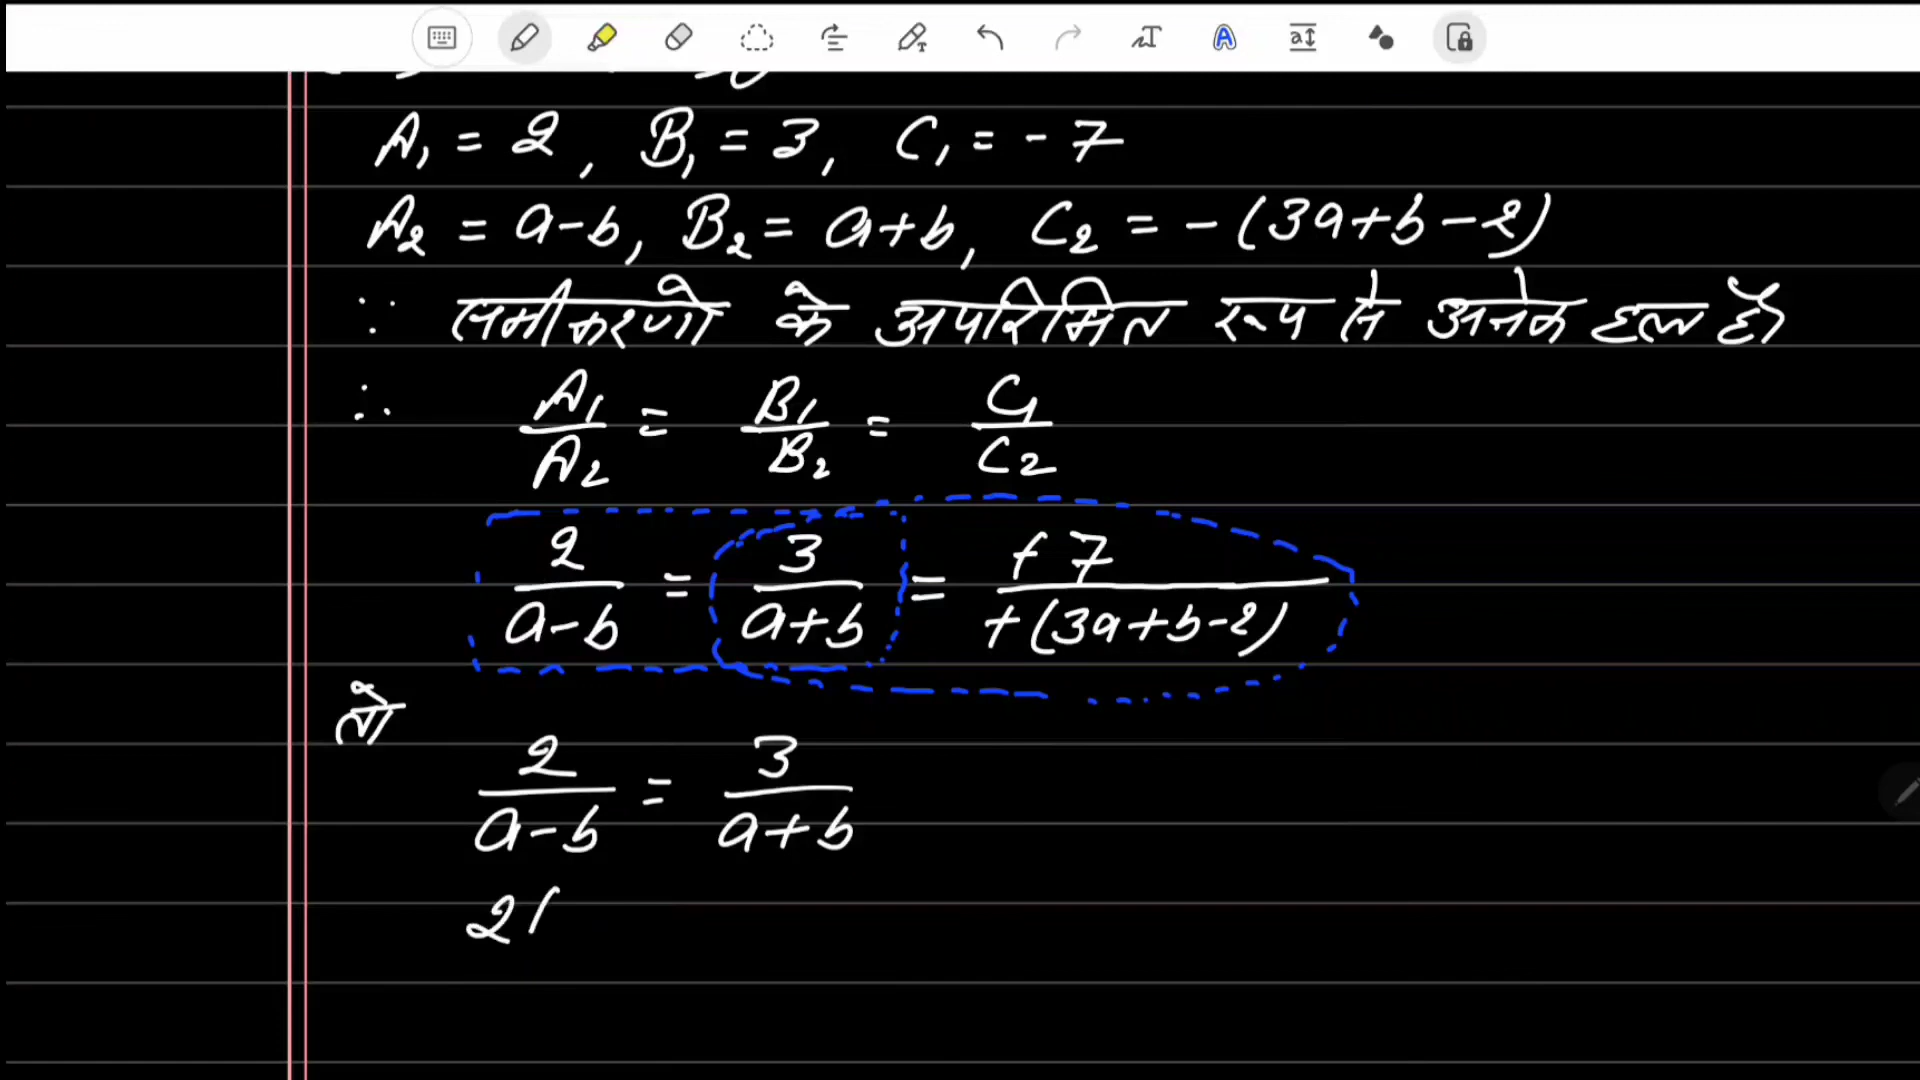 A₁ = 2, B₁ = 3, C₁ = - 7
A₂ = a-b, B₂ = a+b, C₂ = -(3a+b-2)
∵ समीकरणो के अपरिमित रूप से अनेक हल है।
∴ A₁/A₂ = B₁/B₂ = C₁/C₂
2/(a-b) = 3/(a+b) = +7/+(3a+b-2)
तो
2/(a-b) = 3/(a+b)
2(